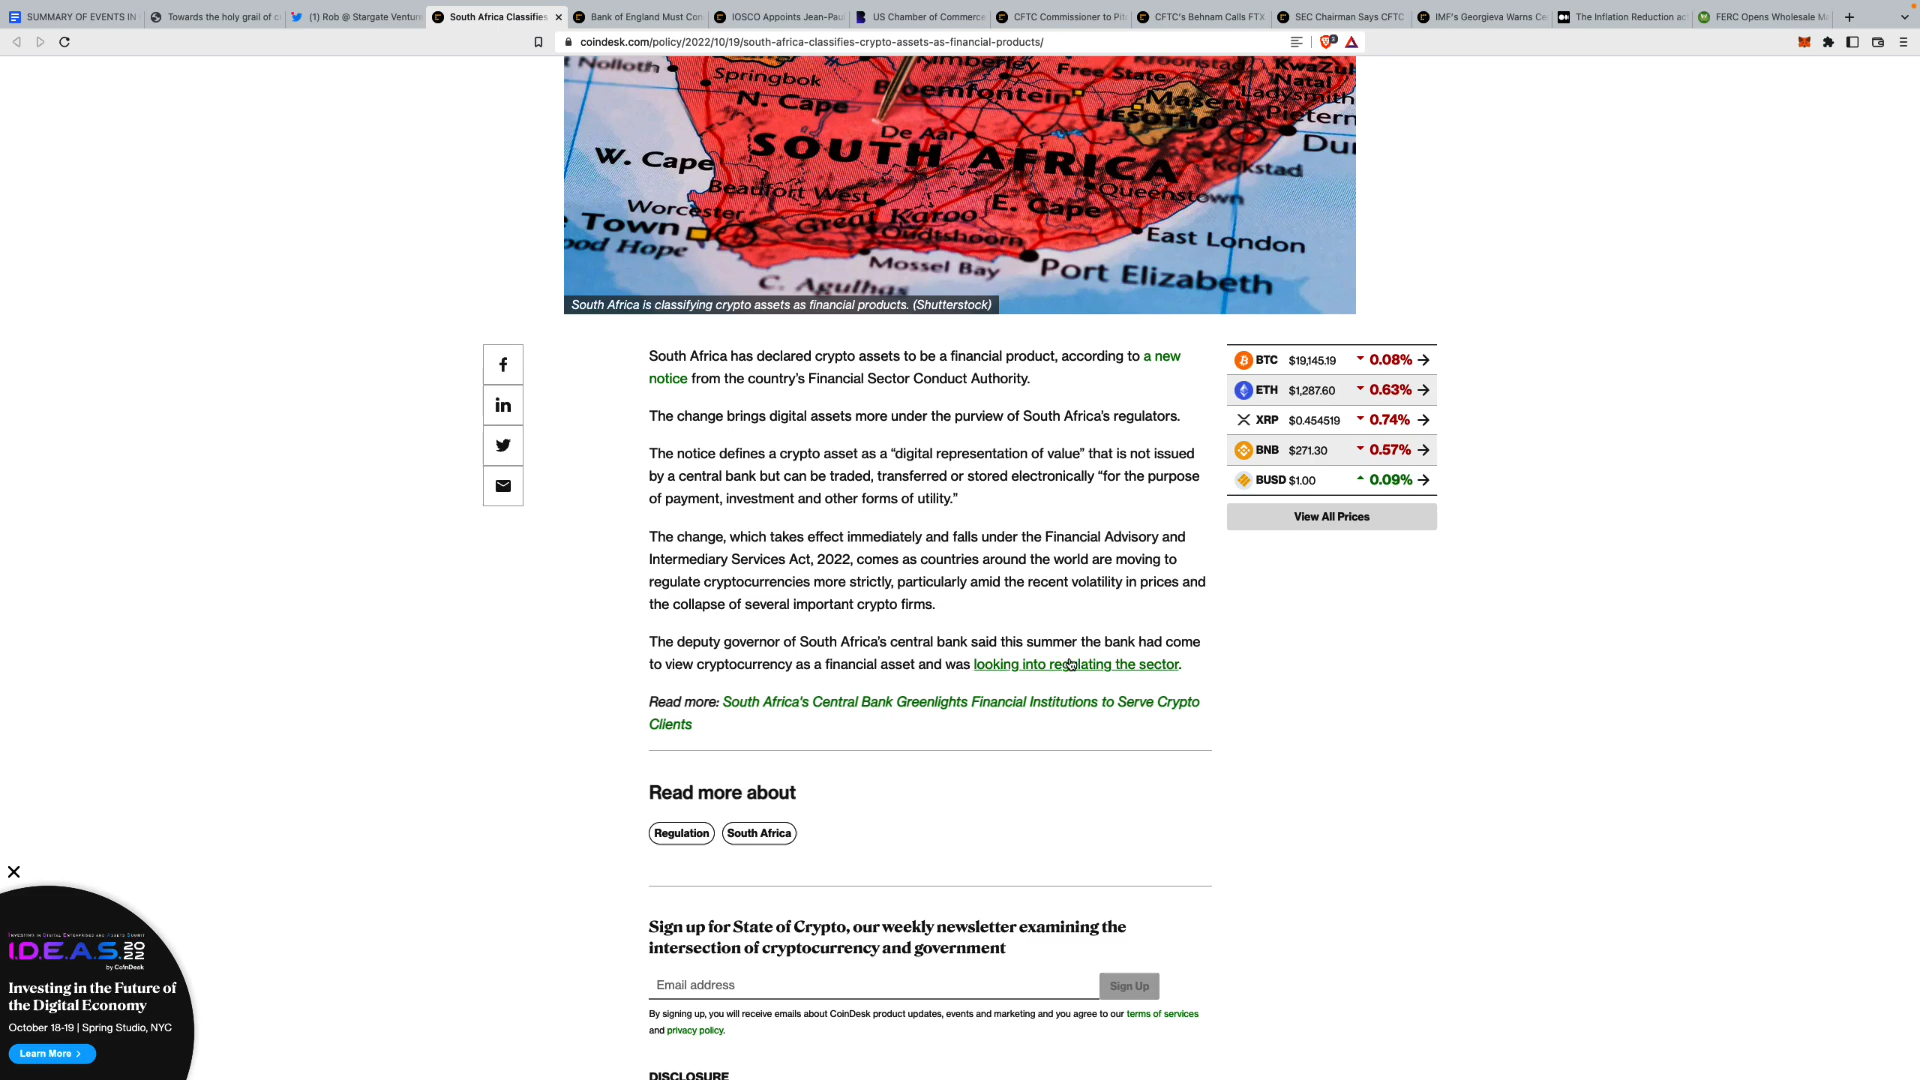 SUMMARY OF EVENTS IN
Towards the holy grail of c
(1) Rob @ Stargate Ventur
South Africa Classifies
Bank of England Must Con
IOSCO Appoints Jean-Pau
US Chamber of Commerce
CFTC Commissioner to Pi
CFTC's Behnam Calls FTX
SEC Chairman Says CFTC
IMF's Georgieva Warns Ce
The Inflation Reduction ac
FERC Opens Wholesale M
coindesk.com/policy/2022/10/19/south-africa-classifies-crypto-assets-as-financial-products/
Nolloth
Springbok
Kimberley
Free State
Kroonstad
KwaZul
Natal
N. Cape
Bloemfontein
Maseru
Ladysmith
LESOTHO
Pietern
De Aar
SOUTH AFRICA
Dur
W. Cape
Kokstad
Beaufort West
Queenstown
Worcester
Great Karoo
E. Cape
Town
Oudtshoorn
East London
ood Hope
Mossel Bay
Port Elizabeth
C. Agulhas
South Africa is classifying crypto assets as financial products. (Shutterstock)
South Africa has declared crypto assets to be a financial product, according to a new
notice from the country's Financial Sector Conduct Authority.
The change brings digital assets more under the purview of South Africa's regulators.
The notice defines a crypto asset as a “digital representation of value” that is not issued
by a central bank but can be traded, transferred or stored electronically “for the purpose
of payment, investment and other forms of utility.”
The change, which takes effect immediately and falls under the Financial Advisory and
Intermediary Services Act, 2022, comes as countries around the world are moving to
regulate cryptocurrencies more strictly, particularly amid the recent volatility in prices and
the collapse of several important crypto firms.
The deputy governor of South Africa's central bank said this summer the bank had come
to view cryptocurrency as a financial asset and was looking into regulating the sector.
Read more: South Africa's Central Bank Greenlights Financial Institutions to Serve Crypto
Clients
BTC $19,145.19 0.08%
ETH $1,287.60 0.63%
XRP $0.454519 0.74%
BNB $271.30 0.57%
BUSD $1.00 0.09%
View All Prices
Read more about
Regulation South Africa
Sign up for State of Crypto, our weekly newsletter examining the
intersection of cryptocurrency and government
Email address
Sign Up
By signing up, you will receive emails about CoinDesk product updates, events and marketing and you agree to our terms of services
and privacy policy.
DISCLOSURE
INVESTING IN DIGITAL ENTERPRISES AND ASSETS SUMMIT
I.D.E.A.S. 2022
by CoinDesk
Investing in the Future of
the Digital Economy
October 18-19 | Spring Studio, NYC
Learn More >